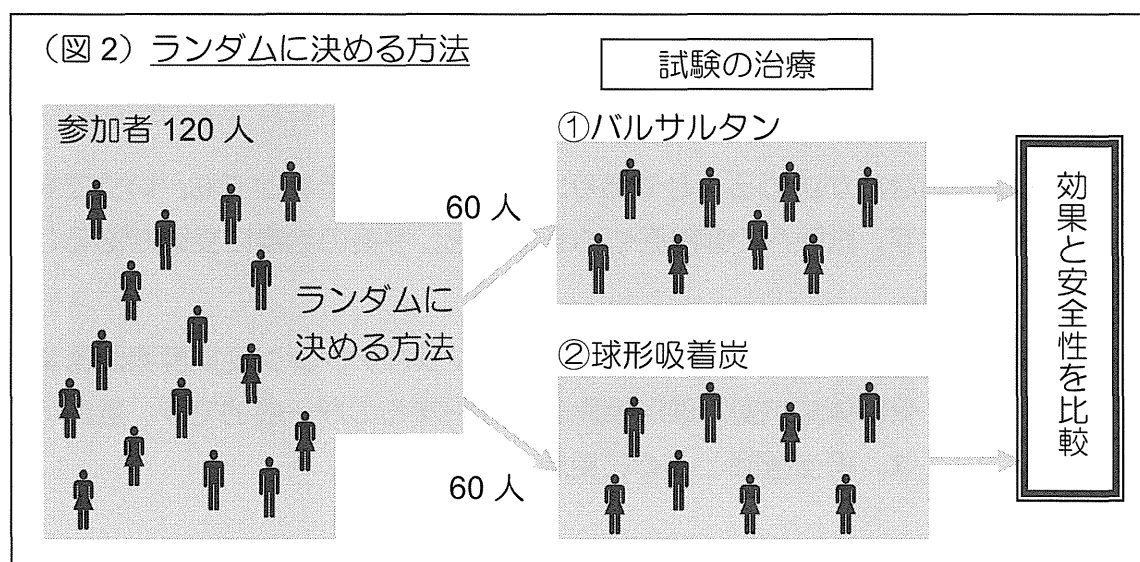 （図 2）ランダムに決める方法
試験の治療
参加者 120 人
60 人
ランダムに
決める方法
60 人
①バルサルタン
②球形吸着炭
効果と安全性を比較